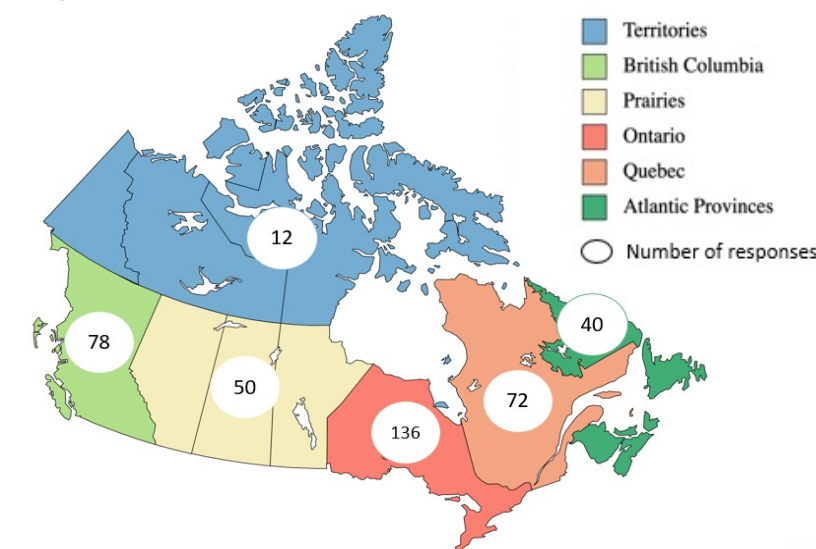 Territories
British Columbia
Prairies
Ontario
Quebec
Atlantic Provinces
Number of responses
12
40
78
50
72
136